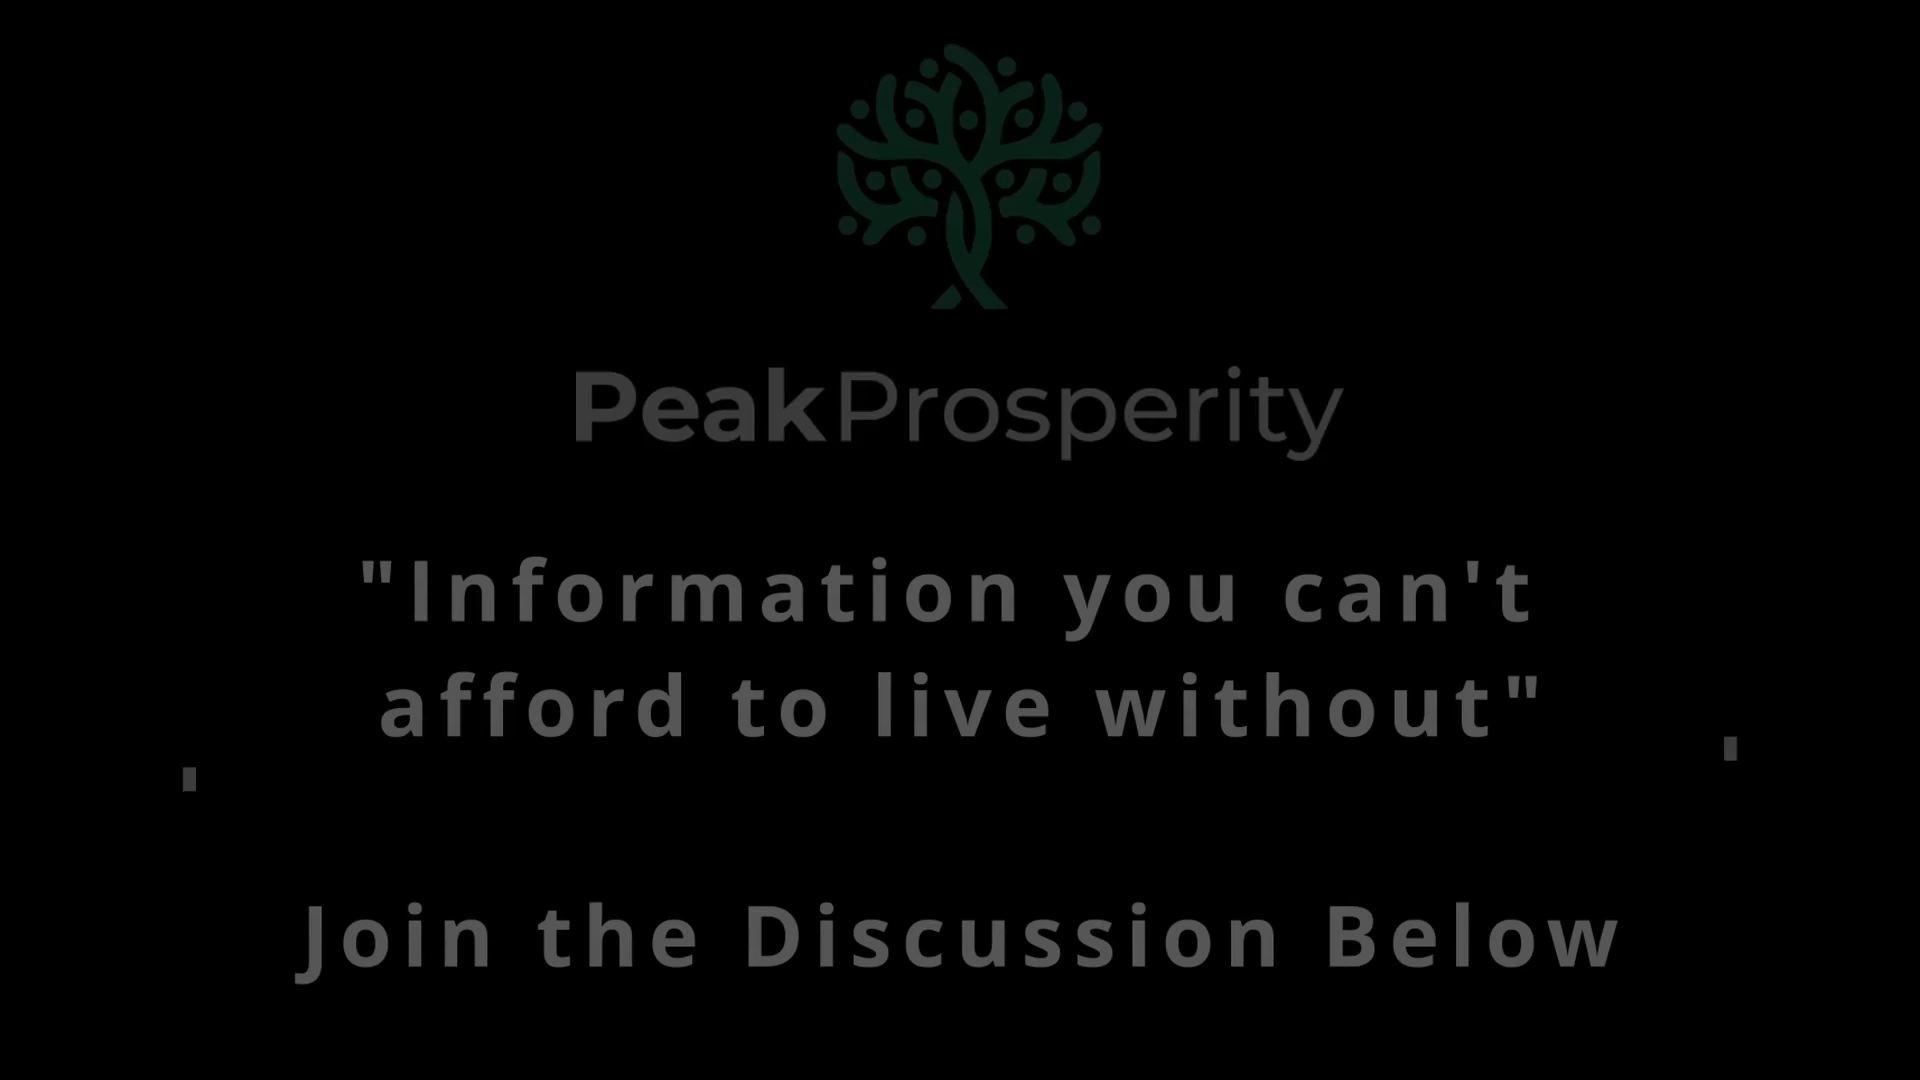 PeakProsperity
"Information you can't
afford to live without"
Join the Discussion Below